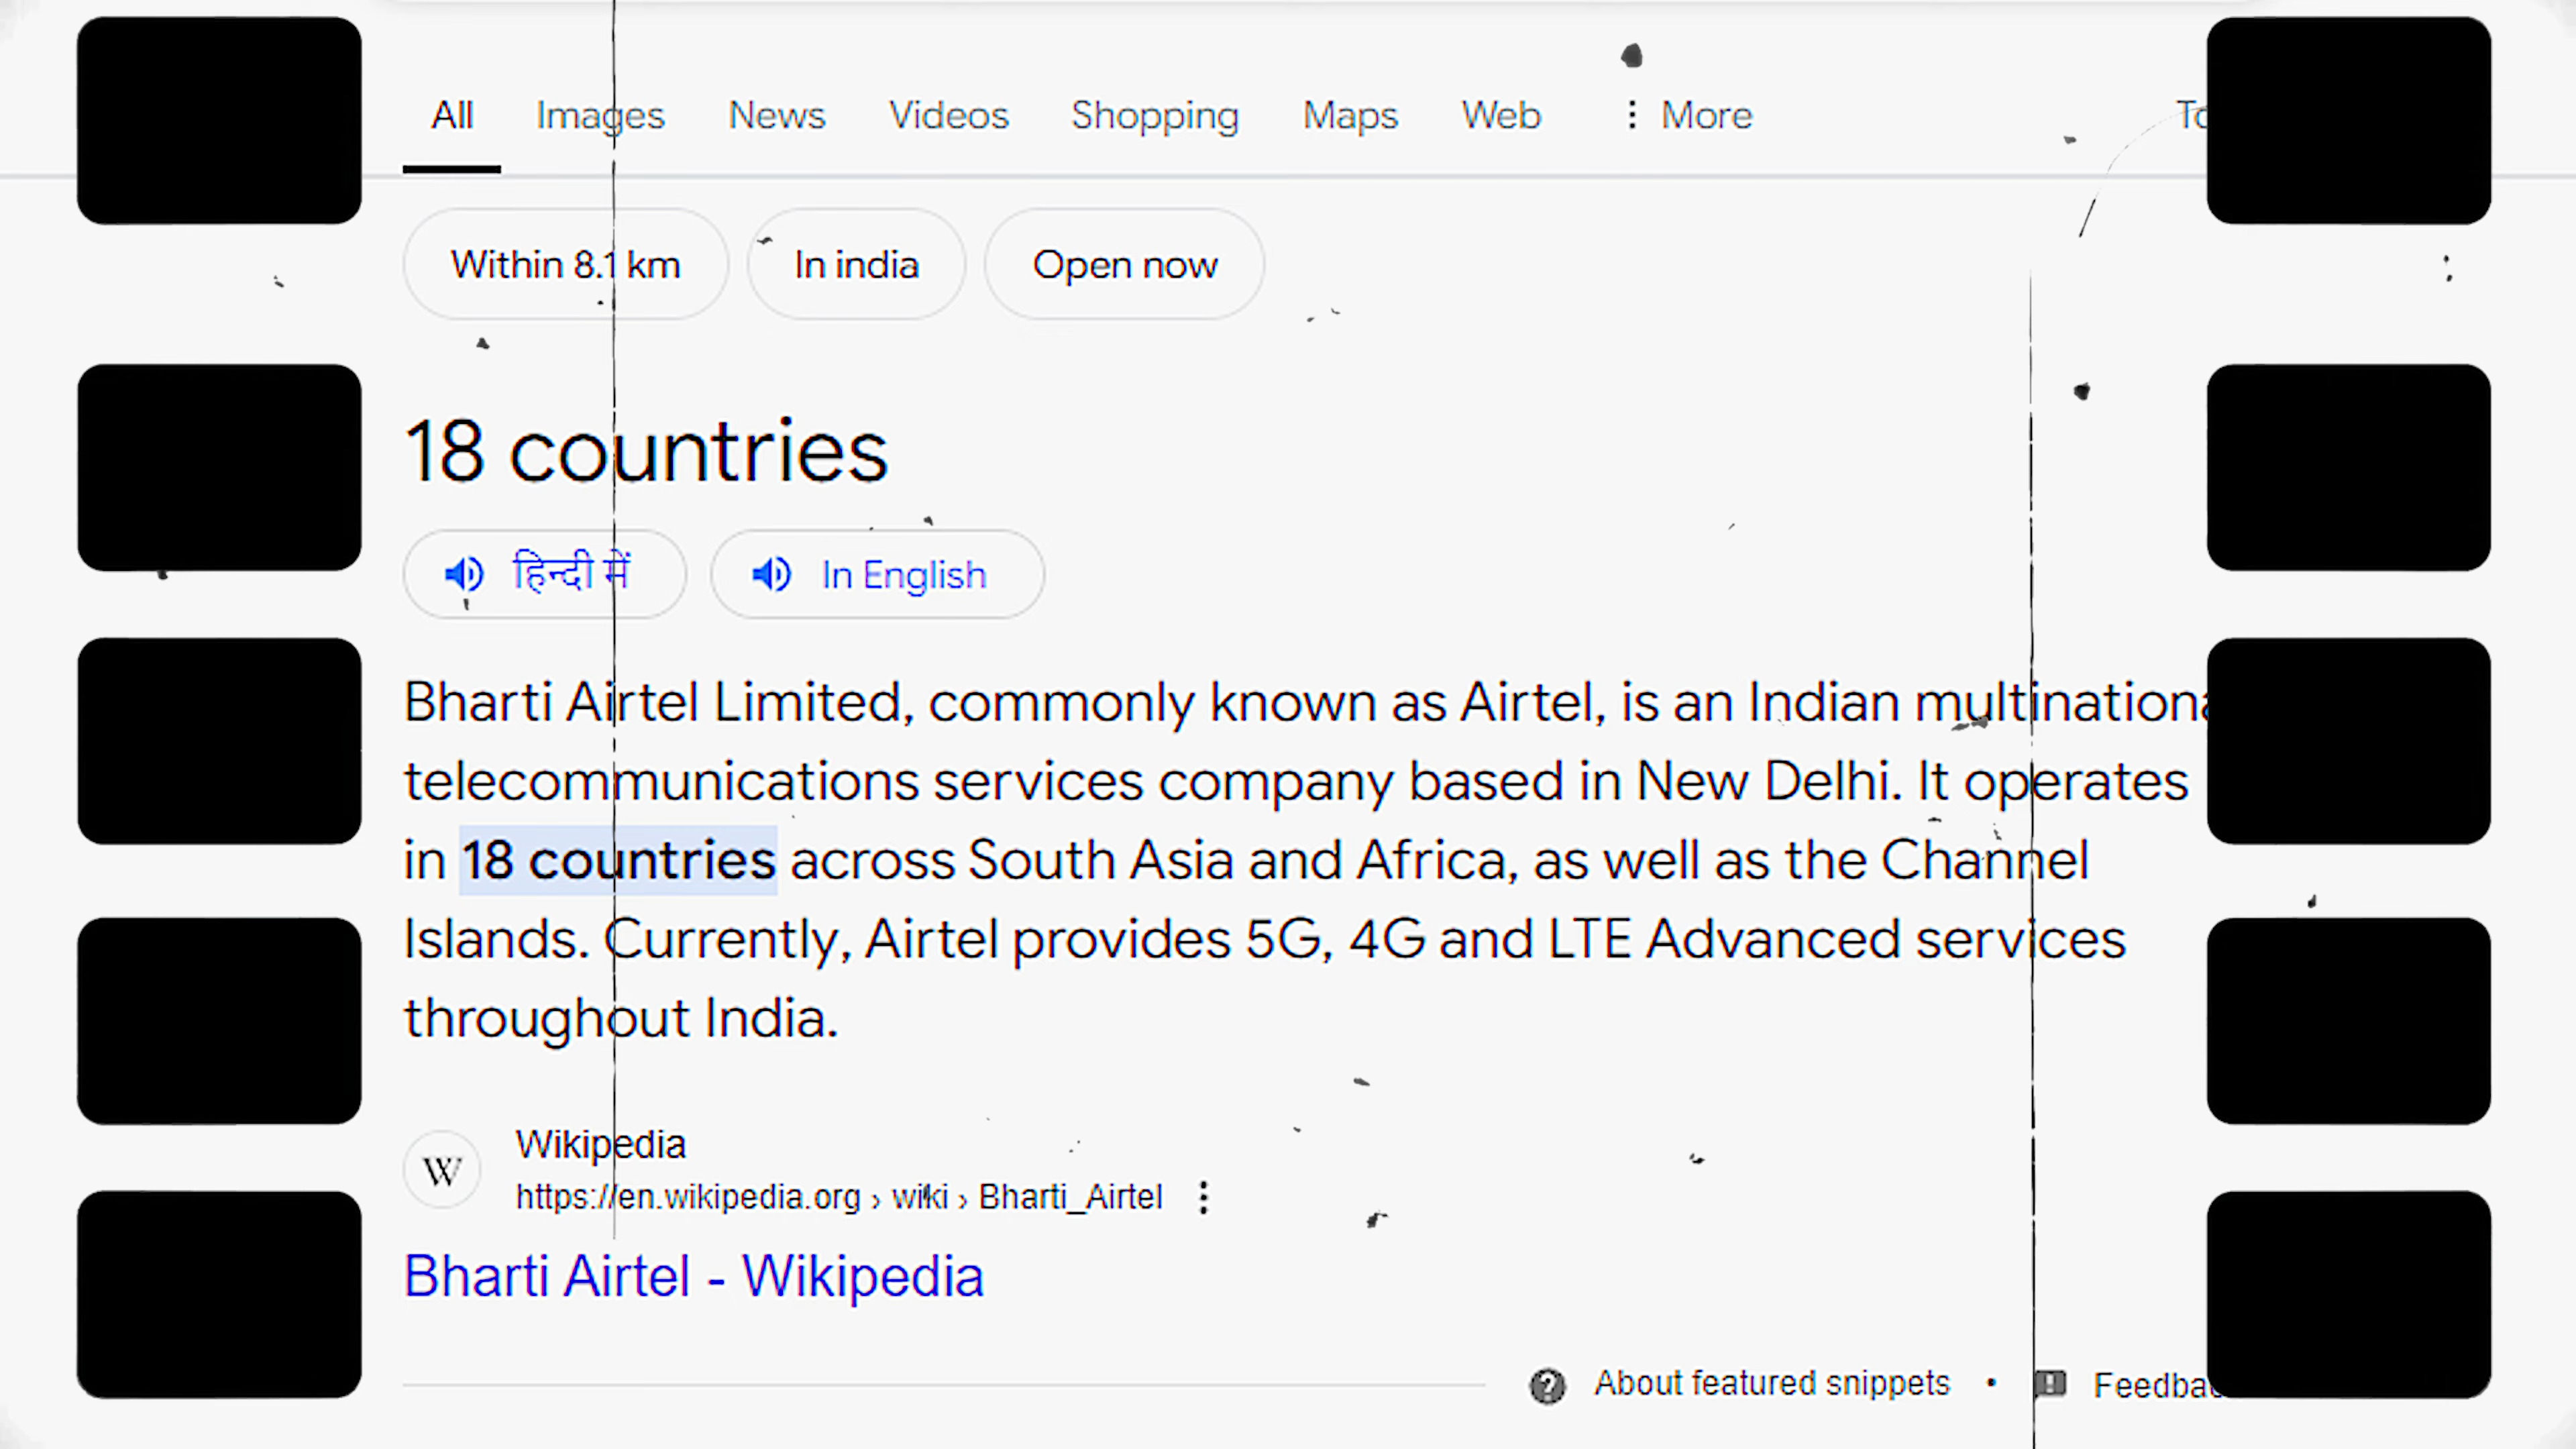 All Images News Videos Shopping Maps Web More
Within 8.1 km In india Open now
18 countries
हिन्दी में In English
Bharti Airtel Limited, commonly known as Airtel, is an Indian
telecommunications services company based in New Delhi. It operates
in 18 countries across South Asia and Africa, as well as the Channel
Islands. Currently, Airtel provides 5G, 4G and LTE Advanced services
throughout India.
W Wikipedia
https://en.wikipedia.org › wiki › Bharti_Airtel
Bharti Airtel - Wikipedia
About featured snippets •